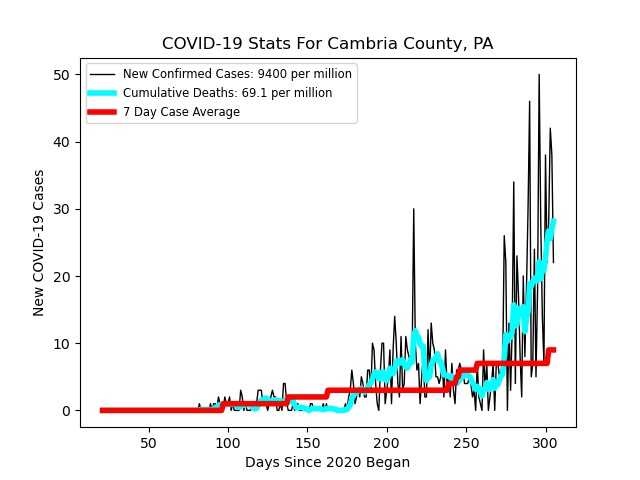 COVID-19 Stats For Cambria County, PA
New Confirmed Cases: 9400 per million
Cumulative Deaths: 69.1 per million
7 Day Case Average
New COVID-19 Cases
50
40
30
20
10
0
50 100 150 200 250 300
Days Since 2020 Began